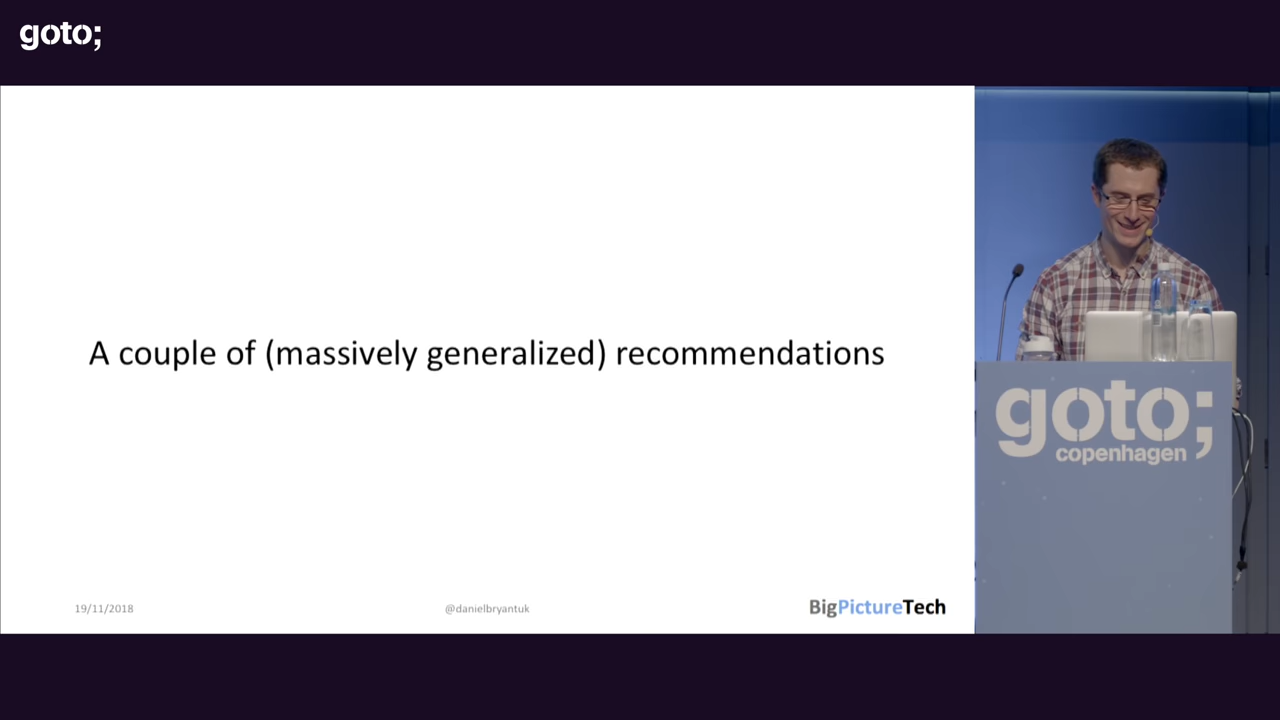 goto;
A couple of (massively generalized) recommendations
19/11/2018
@danielbryantuk
BigPictureTech
goto;
copenhagen